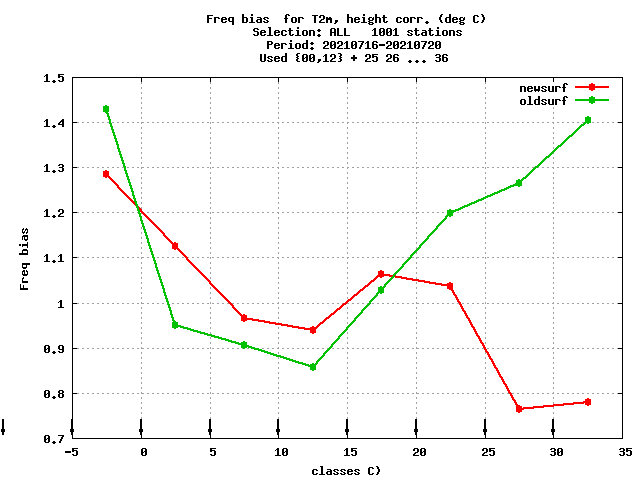 Freq bias  for T2m, height corr. (deg C)
Selection: ALL   1001 stations
Period: 20210716-20210720
Used {00,12} + 25 26 ... 36
newsurf
oldsurf
Freq bias
1.5
1.4
1.3
1.2
1.1
1
0.9
0.8
0.7
-5 0 5 10 15 20 25 30 35
classes C)